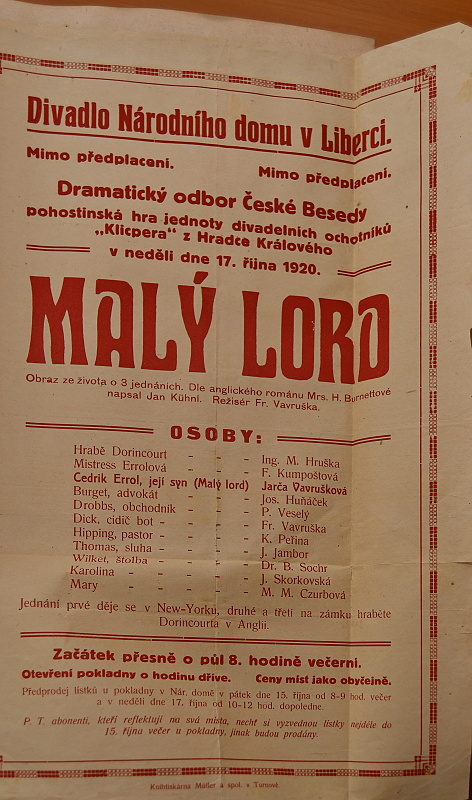 Divadlo Národního domu v Liberci.
Mimo předplacení. Mimo předplacení.
Dramatický odbor České Besedy
pohostinská hra jednoty divadelních ochotníků
„Klicpera“ z Hradce Králového
v neděli dne 17. října 1920.
MALÝ LORD
Obraz ze života o 3 jednáních. Dle anglického románu Mrs. H. Burnettové
napsal Jan Kühnl. Režisér Fr. Vavruška.
OSOBY:
Hrabě Dorincourt - - - Ing. M. Hruška
Mistress Errolová - - - F. Kumpoštová
Cedrik Errol, její syn (Malý lord) Jarča Vavrušková
Burget, advokát - - - Jos. Huňáček
Drobbs, obchodník - - - P. Veselý
Dick, cídič bot - - - - Fr. Vavruška
Hipping, pastor - - - - K. Peřina
Thomas, sluha - - - - J. Jambor
Wilket, štolba - - - - Dr. B. Sochr
Karolina - - - - - J. Skorkovská
Mary - - - - - M. M. Czurbová
Jednání prvé děje se v New-Yorku, druhé a třetí na zámku hraběte
Dorincourta v Anglii.
Začátek přesně o půl 8. hodině večerní.
Otevření pokladny o hodinu dříve. Ceny míst jako obyčejně.
Předprodej lístků u pokladny v Nár. domě v pátek dne 15. října od 8-9 hod. večer
a v neděli dne 17. října od 10-12 hod. dopoledne.
P. T. abonenti, kteří reflektují na svá místa, nechť si vyzvednou lístky nejdéle do
15. října večer u pokladny, jinak budou prodány.
Knihtiskárna Müller a spol. v Turnově.